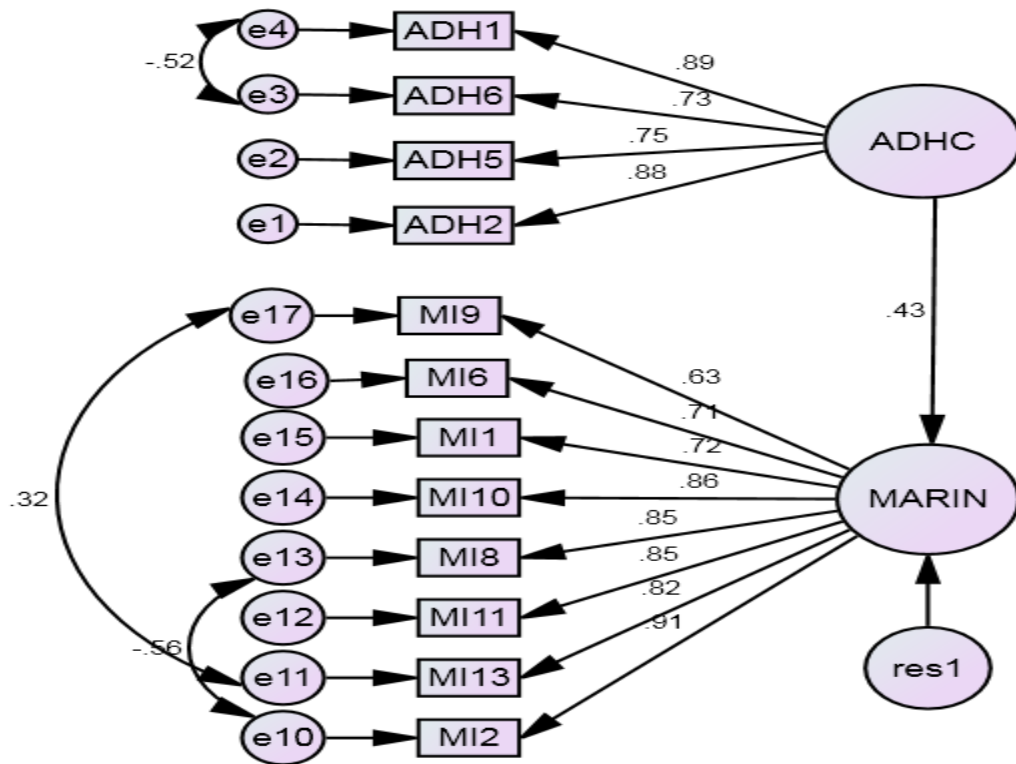 e4 ADH1
-.52
.89
e3 ADH6
.73
ADHC
e2 ADH5
.75
e1 ADH2
.88
.43
e17 MI9
.63
e16 MI6
.71
e15 MI1
.72
e14 MI10
.86
MARIN
.32
e13 MI8
.85
e12 MI11
.85
-.56
e11 MI13
.82
res1
e10 MI2
.91